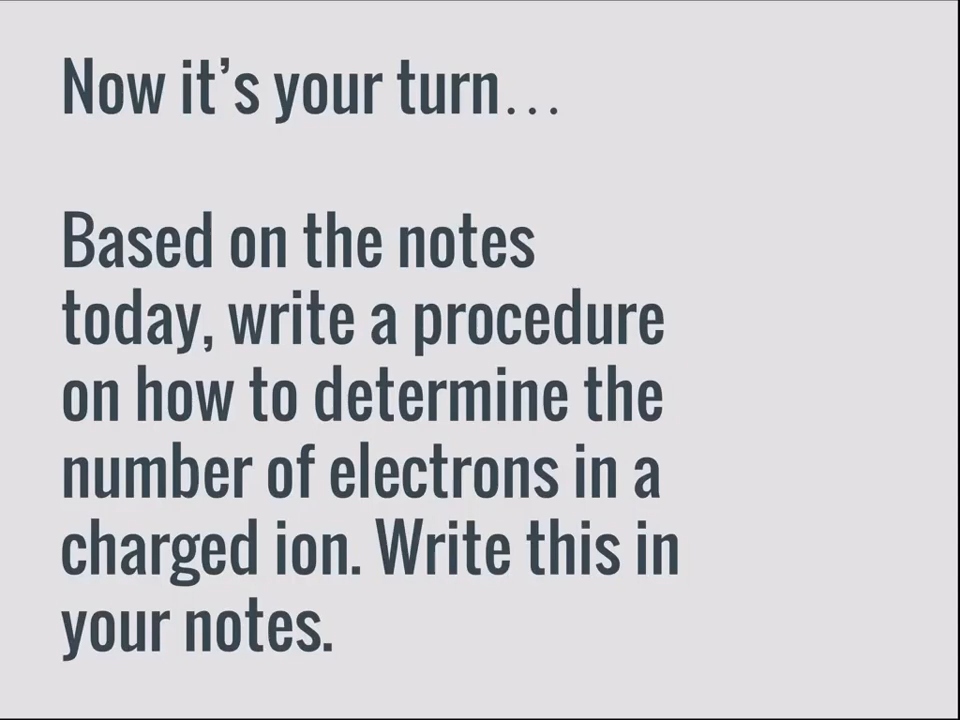 Now it’s your turn…
Based on the notes
today, write a procedure
on how to determine the
number of electrons in a
charged ion. Write this in
your notes.